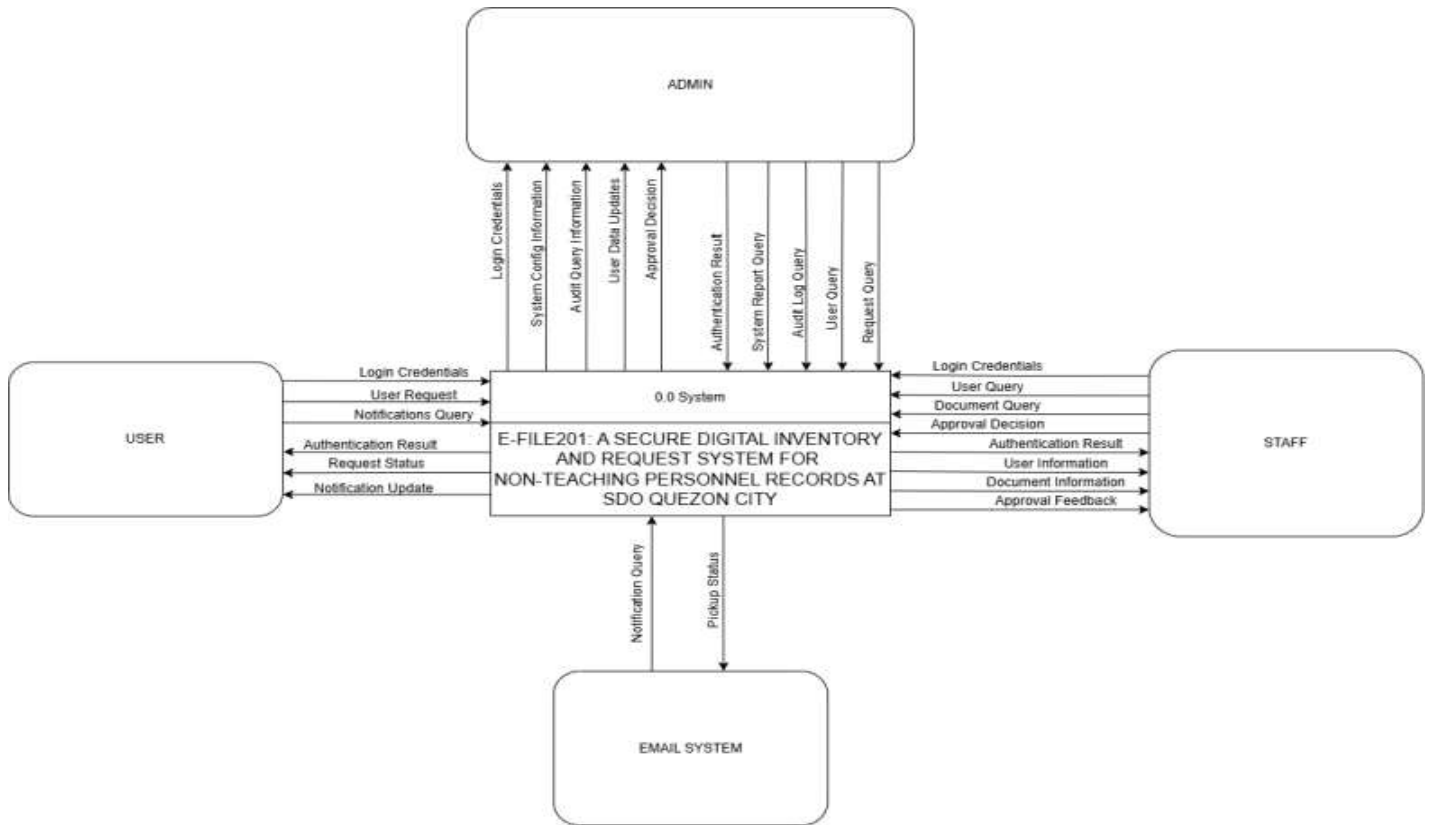 ADMIN
Login Credentials
System Config Information
Audit Query Information
User Data Updates
Approval Decision
Authentication Result
System Report Query
Audit Log Query
User Query
Request Query
USER
Login Credentials
User Request
Notifications Query
Authentication Result
Request Status
Notification Update
0.0 System
E-FILE201: A SECURE DIGITAL INVENTORY
AND REQUEST SYSTEM FOR
NON-TEACHING PERSONNEL RECORDS AT
SDO QUEZON CITY
Login Credentials
User Query
Document Query
Approval Decision
Authentication Result
User Information
Document Information
Approval Feedback
STAFF
Notification Query
Pickup Status
EMAIL SYSTEM